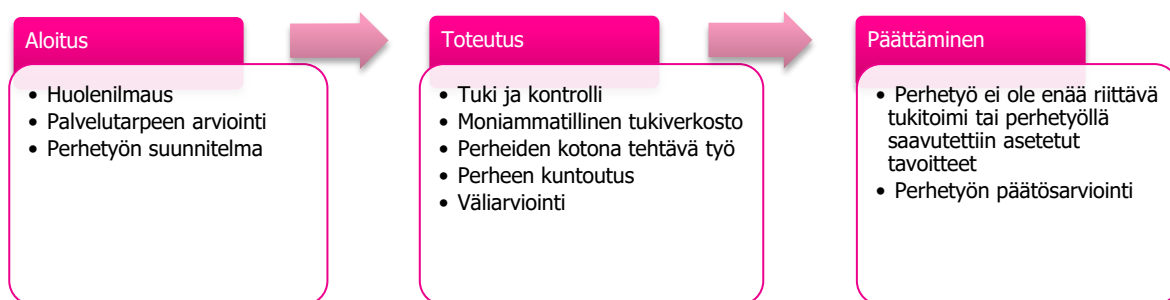 Aloitus
• Huolenilmaus
• Palvelutarpeen arviointi
• Perhetyön suunnitelma
Toteutus
• Tuki ja kontrolli
• Moniammatillinen tukiverkosto
• Perheiden kotona tehtävä työ
• Perheen kuntoutus
• Väliarviointi
Päättäminen
• Perhetyö ei ole enää riittävä
tukitoimi tai perhetyöllä
saavutettiin asetetut
tavoitteet
• Perhetyön päätösarviointi